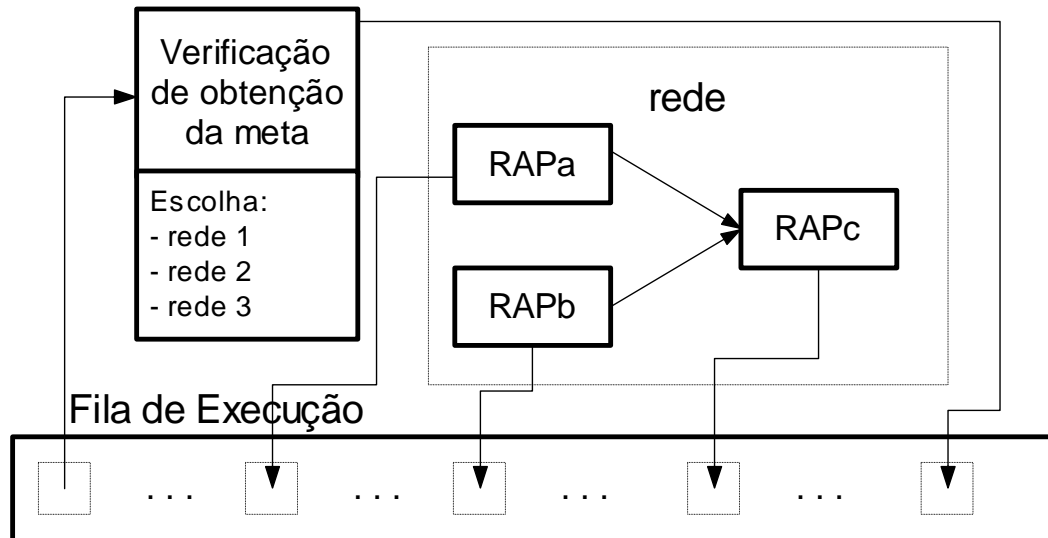 Verificação
de obtenção
da meta
Escolha:
- rede 1
- rede 2
- rede 3
rede
RAPa
RAPb
RAPc
Fila de Execução
. . . . . . . . . . . .